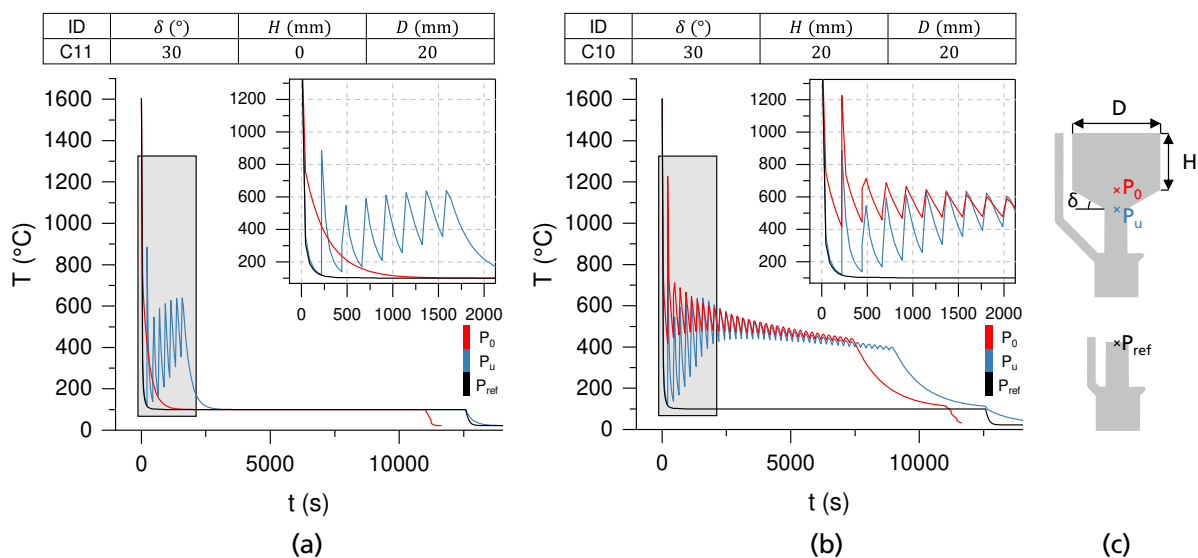 ID δ (°) H (mm) D (mm)
C11 30 0 20
1600
1400
1200
1000
800
600
400
200
0
T (°C)
1200
1000
800
600
400
200
0 500 1000 1500 2000
P0
Pu
Pref
0 5000 10000
t (s)
(a)
ID δ (°) H (mm) D (mm)
C10 30 20 20
1600
1400
1200
1000
800
600
400
200
0
T (°C)
1200
1000
800
600
400
200
0 500 1000 1500 2000
P0
Pu
Pref
0 5000 10000
t (s)
(b)
D
H
P0
δ
Pu
Pref
(c)